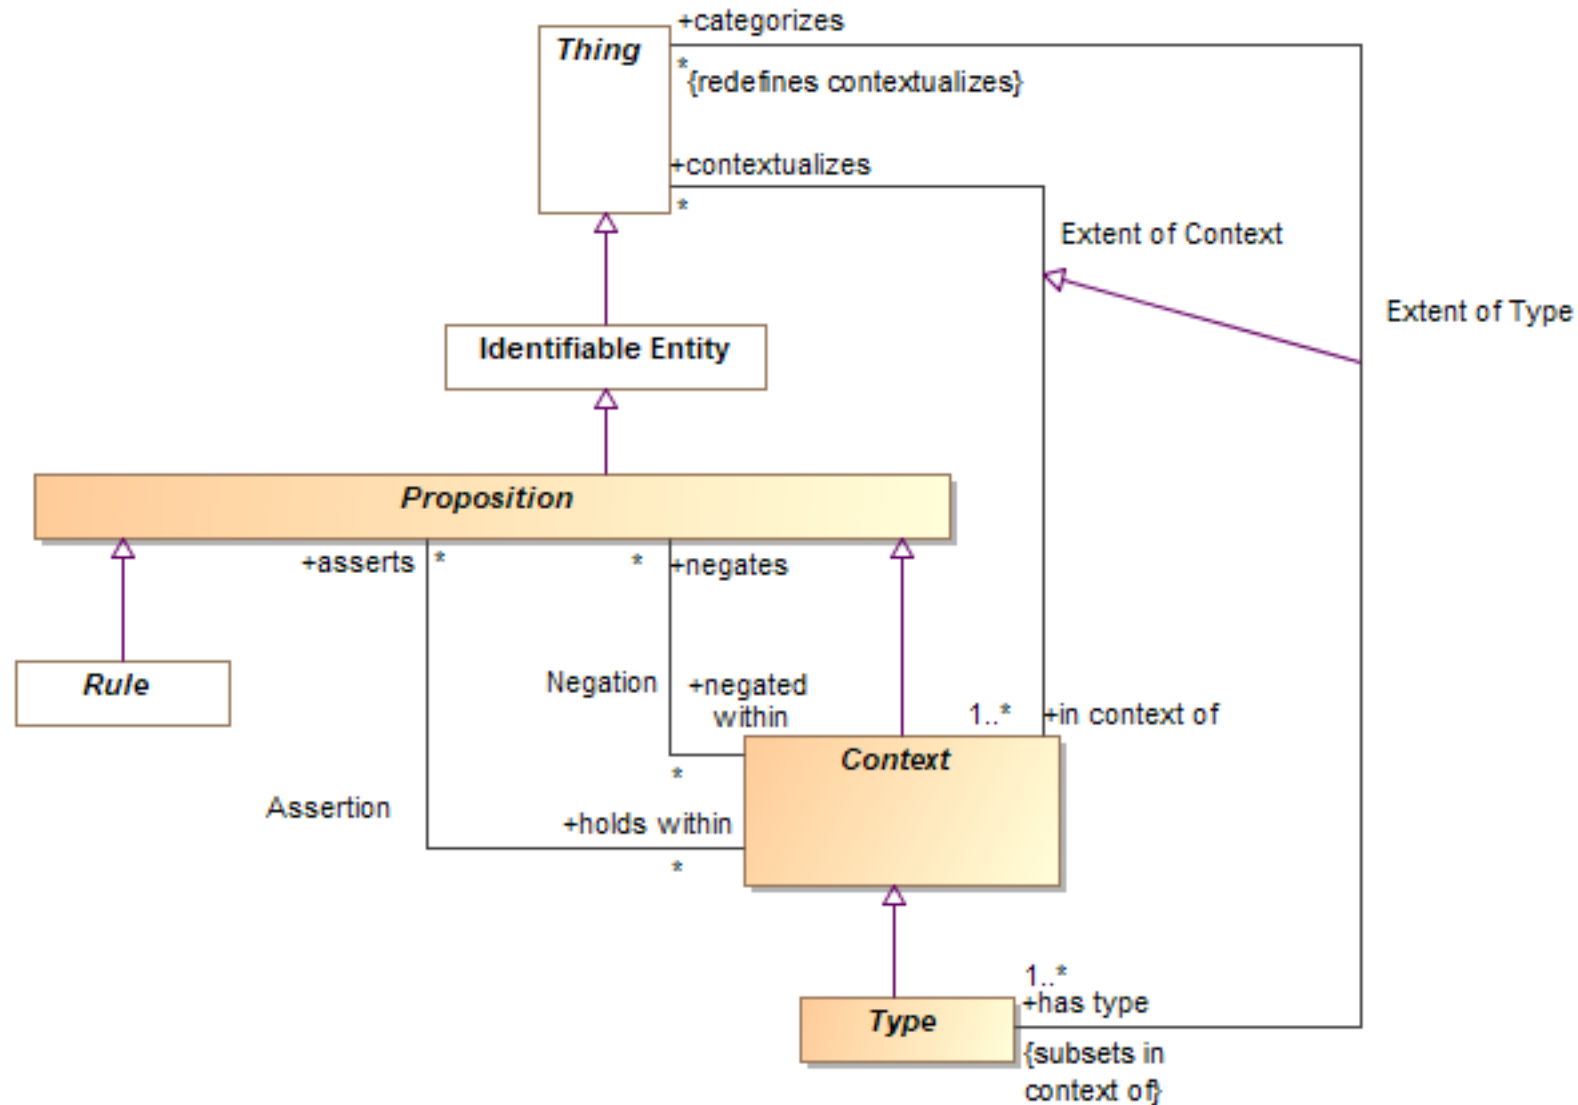 +categorizes
Thing
*
{redefines contextualizes}
+contextualizes
*
Extent of Context
Extent of Type
Identifiable Entity
Proposition
+asserts
*
*
+negates
Rule
Negation
+negated
within
1..*
+in context of
*
Context
Assertion
+holds within
*
1..*
+has type
Type
{subsets in
context of}